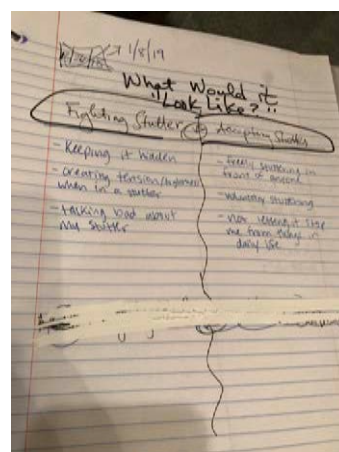 → 1/8/19
What Would it
"Look Like?"
Fighting Stutter
Accepting Stutter
- Keeping it hidden
- creating tension/tightness
when in a stutter
- talking bad about
my stutter
- freely stuttering in
front of anyone
- voluntary stuttering
- not letting it stop
me from things in
daily life